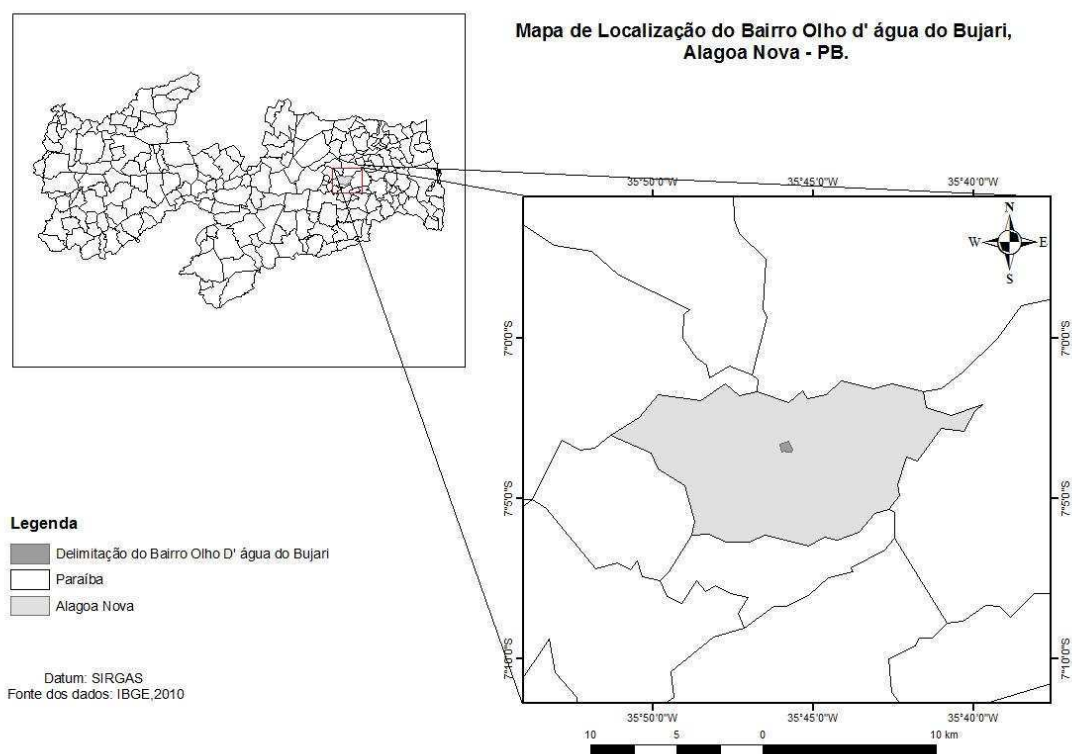 Mapa de Localização do Bairro Olho d' água do Bujari,
Alagoa Nova - PB.
35°50'0"W 35°45'0"W 35°40'0"W
N
W E
S
7°0'0"S 7°0'0"S
7°5'0"S 7°5'0"S
7°10'0"S 7°10'0"S
35°50'0"W 35°45'0"W 35°40'0"W
10 5 0 10 km
Legenda
Delimitação do Bairro Olho D' água do Bujari
Paraíba
Alagoa Nova
Datum: SIRGAS
Fonte dos dados: IBGE,2010